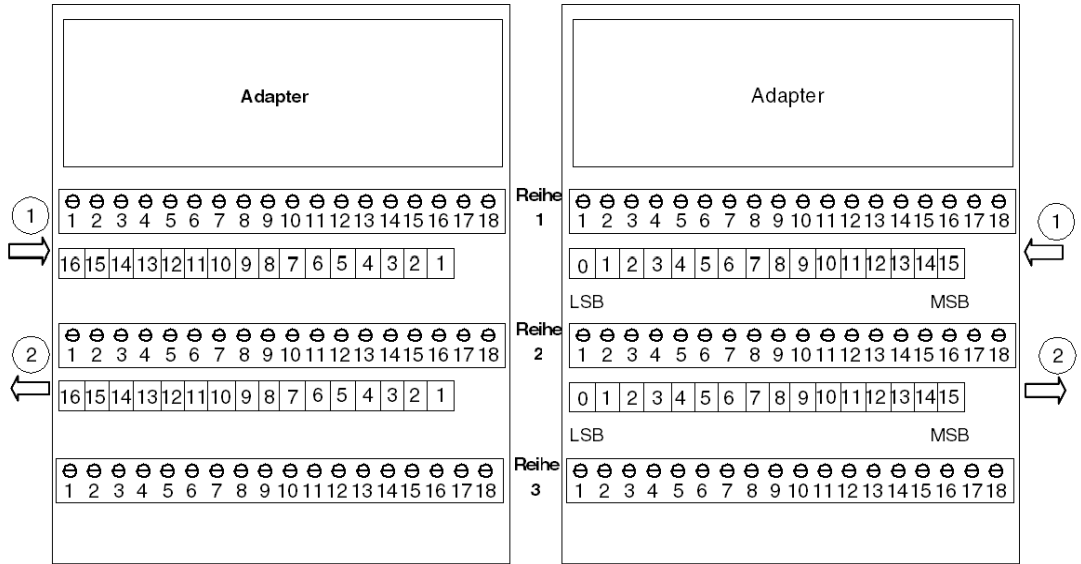 Adapter Adapter
Reihe
1 2 3 4 5 6 7 8 9 10 11 12 13 14 15 16 17 18 1 1 2 3 4 5 6 7 8 9 10 11 12 13 14 15 16 17 18
1 1
16 15 14 13 12 11 10 9 8 7 6 5 4 3 2 1 0 1 2 3 4 5 6 7 8 9 10 11 12 13 14 15
LSB MSB
Reihe
1 2 3 4 5 6 7 8 9 10 11 12 13 14 15 16 17 18 2 1 2 3 4 5 6 7 8 9 10 11 12 13 14 15 16 17 18
2 2
16 15 14 13 12 11 10 9 8 7 6 5 4 3 2 1 0 1 2 3 4 5 6 7 8 9 10 11 12 13 14 15
LSB MSB
Reihe
1 2 3 4 5 6 7 8 9 10 11 12 13 14 15 16 17 18 3 1 2 3 4 5 6 7 8 9 10 11 12 13 14 15 16 17 18